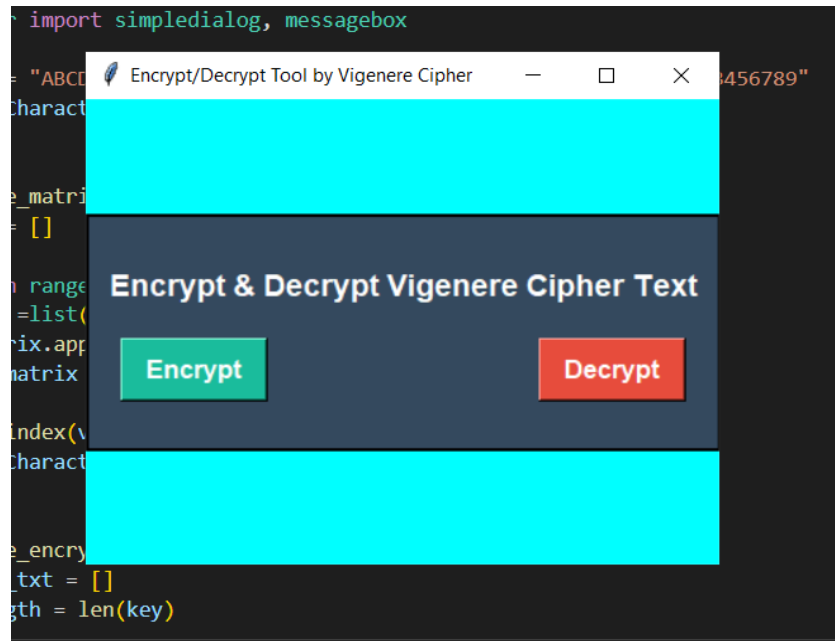 import simpledialog, messagebox
= "ABCD
3456789"
Encrypt/Decrypt Tool by Vigenere Cipher
Charact
e_matri
= []
Encrypt & Decrypt Vigenere Cipher Text
n range
=list(
rix.app
matrix
Encrypt
Decrypt
index(v
Charact
e_encry
_txt = []
gth = len(key)